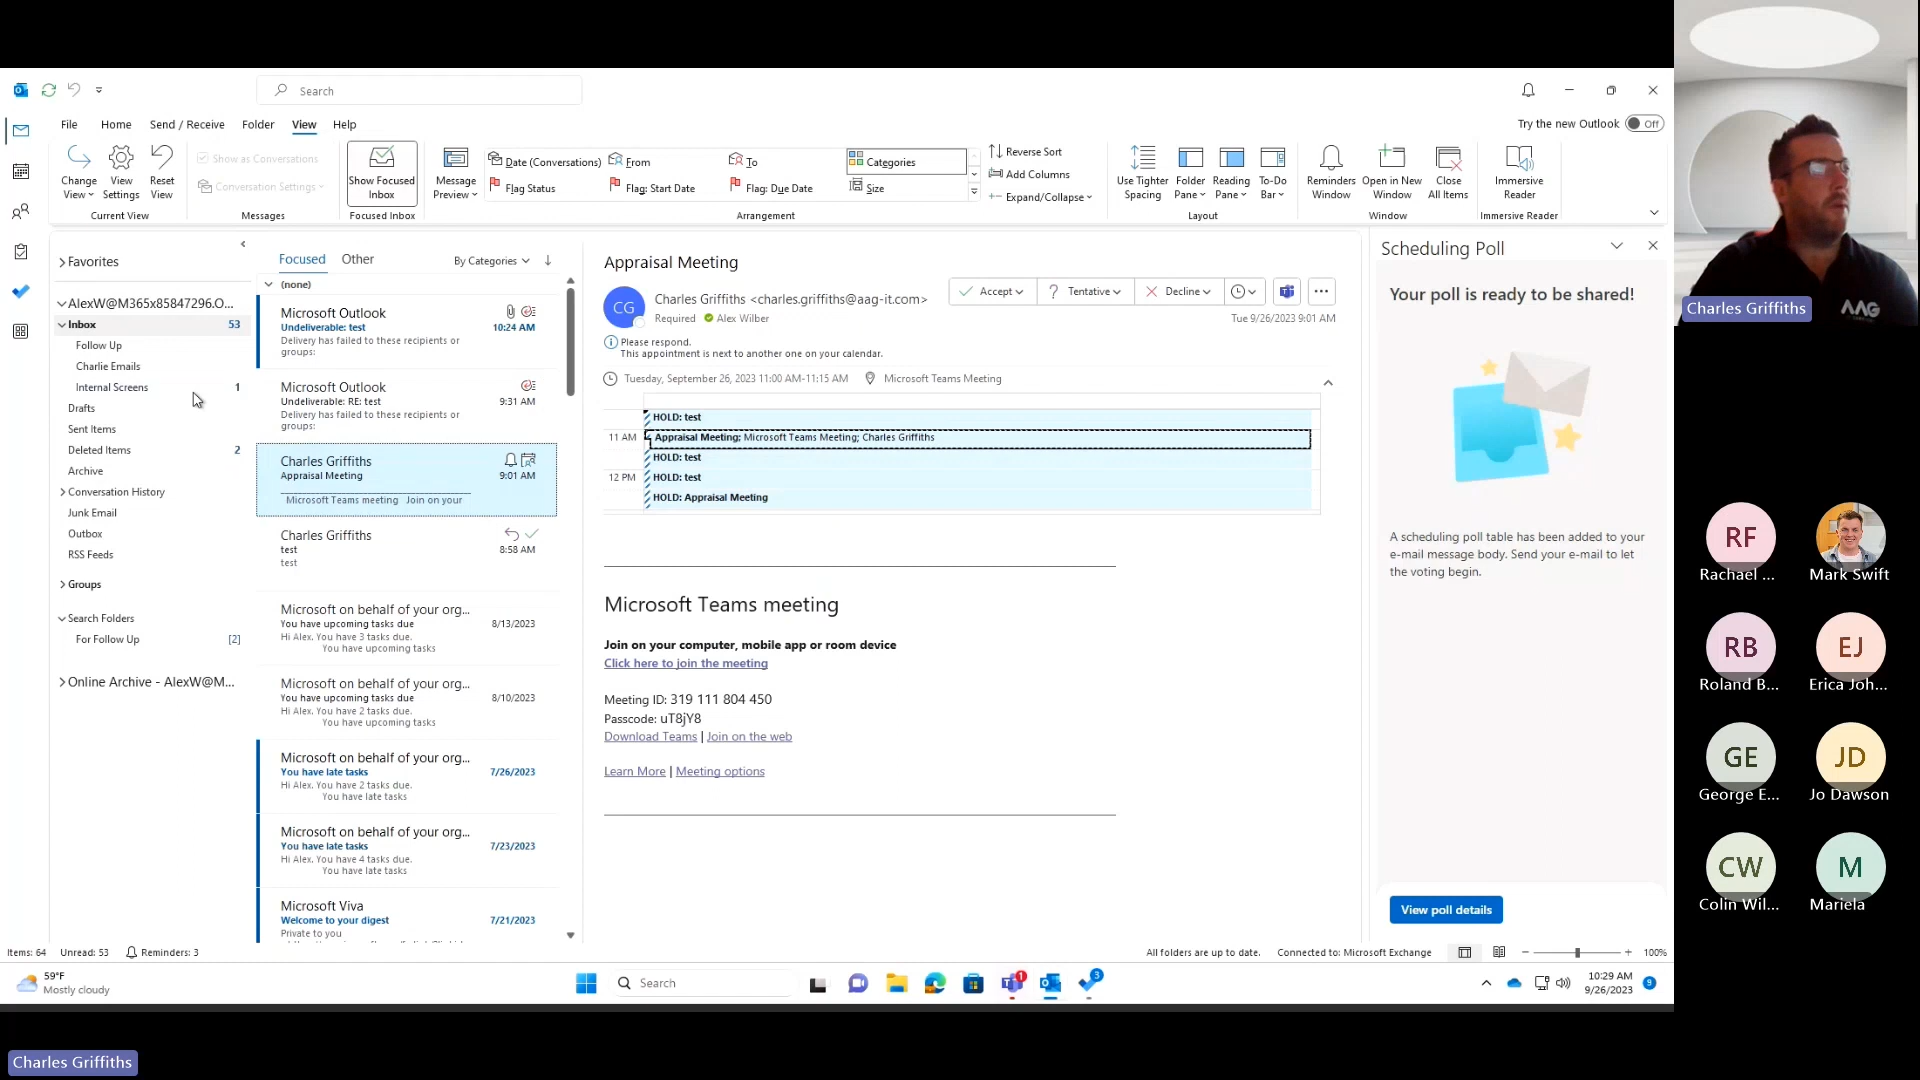 Search
File Home Send / Receive Folder View Help
Try the new Outlook Off
Change View
View Settings
Reset View
Current View
Show as Conversations
Conversation Settings
Messages
Show Focused Inbox
Focused Inbox
Message Preview
Date (Conversations) From To Categories
Flag Status Flag: Start Date Flag: Due Date Size
Arrangement
Reverse Sort
Add Columns
Expand/Collapse
Use Tighter Spacing
Folder Pane
Reading Pane
To-Do Bar
Layout
Reminders Window
Open in New Window
Close All Items
Window
Immersive Reader
Immersive Reader
Favorites
AlexW@M365x85847296.O...
Inbox 53
Follow Up
Charlie Emails
Internal Screens 1
Drafts
Sent Items
Deleted Items 2
Archive
Conversation History
Junk Email
Outbox
RSS Feeds
Groups
Search Folders
For Follow Up [2]
Online Archive - AlexW@M...
Focused Other By Categories
(none)
Microsoft Outlook
Undeliverable: test 10:24 AM
Delivery has failed to these recipients or
groups:
Microsoft Outlook
Undeliverable: RE: test 9:31 AM
Delivery has failed to these recipients or
groups:
Charles Griffiths
Appraisal Meeting 9:01 AM
Microsoft Teams meeting Join on your
Charles Griffiths
test 8:58 AM
test
Microsoft on behalf of your org...
You have upcoming tasks due 8/13/2023
Hi Alex. You have 3 tasks due.
You have upcoming tasks
Microsoft on behalf of your org...
You have upcoming tasks due 8/10/2023
Hi Alex. You have 2 tasks due.
You have upcoming tasks
Microsoft on behalf of your org...
You have late tasks 7/26/2023
Hi Alex. You have 2 tasks due.
You have late tasks
Microsoft on behalf of your org...
You have late tasks 7/23/2023
Hi Alex. You have 4 tasks due.
You have late tasks
Microsoft Viva
Welcome to your digest 7/21/2023
Private to you
Appraisal Meeting
CG
Charles Griffiths <charles.griffiths@aag-it.com>
Required Alex Wilber
Accept Tentative Decline
Tue 9/26/2023 9:01 AM
Please respond.
This appointment is next to another one on your calendar.
Tuesday, September 26, 2023 11:00 AM-11:15 AM Microsoft Teams Meeting
HOLD: test
11 AM Appraisal Meeting; Microsoft Teams Meeting; Charles Griffiths
HOLD: test
12 PM HOLD: test
HOLD: Appraisal Meeting
Microsoft Teams meeting
Join on your computer, mobile app or room device
Click here to join the meeting
Meeting ID: 319 111 804 450
Passcode: uT8jY8
Download Teams | Join on the web
Learn More | Meeting options
Scheduling Poll
Your poll is ready to be shared!
A scheduling poll table has been added to your
e-mail message body. Send your e-mail to let
the voting begin.
View poll details
Items: 64 Unread: 53 Reminders: 3
All folders are up to date. Connected to: Microsoft Exchange 100%
59°F
Mostly cloudy
Search
1
3
10:29 AM
9/26/2023
9
Charles Griffiths
AAG
RF
Rachael ... Mark Swift
RB EJ
Roland B... Erica Joh...
GE JD
George E... Jo Dawson
CW M
Colin Wil... Mariela
Charles Griffiths